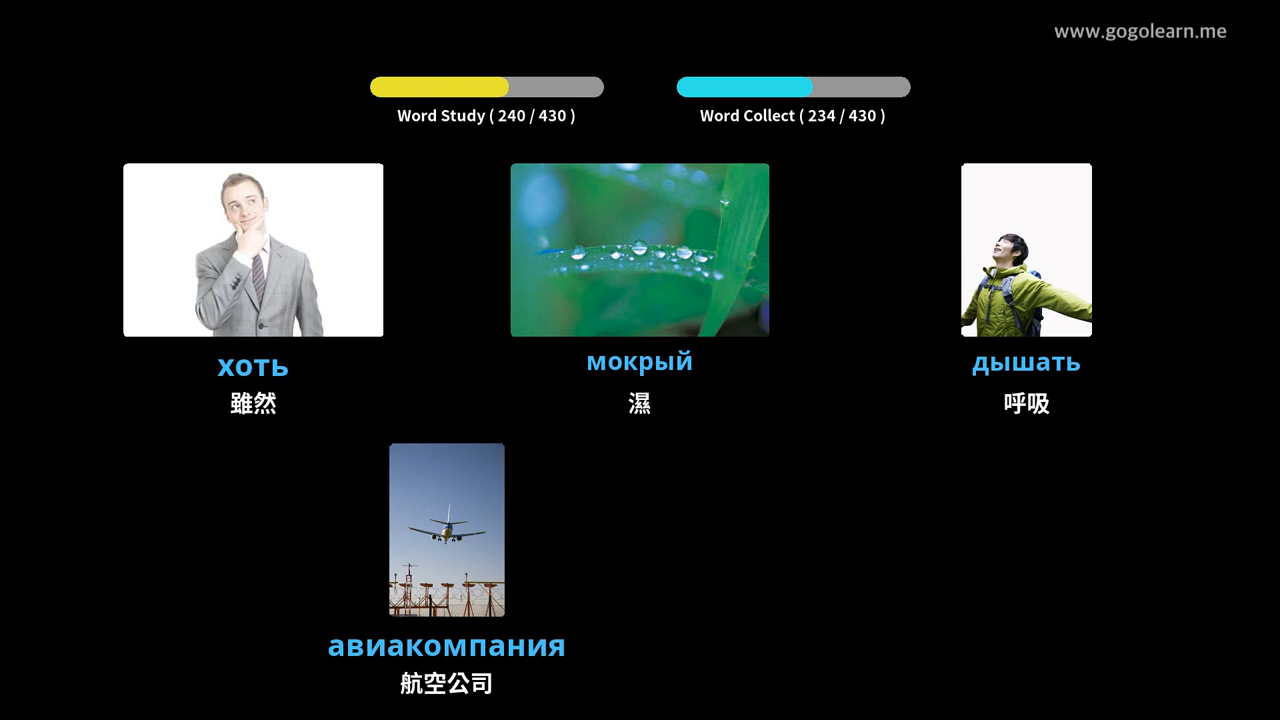 www.gogolearn.me
Word Study ( 240 / 430 )
Word Collect ( 234 / 430 )
хоть
雖然
мокрый
濕
дышать
呼吸
авиакомпания
航空公司